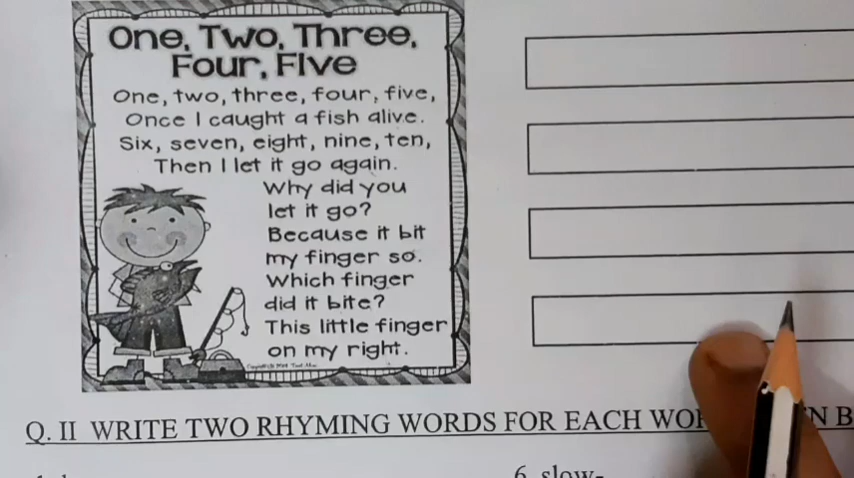 One, Two, Three,
Four, Five
One, two, three, four, five,
Once I caught a fish alive.
Six, seven, eight, nine, ten,
Then I let it go again.
Why did you
let it go?
Because it bit
my finger so.
Which finger
did it bite?
This little finger
on my right.
Q. II WRITE TWO RHYMING WORDS FOR EACH
6. slow-